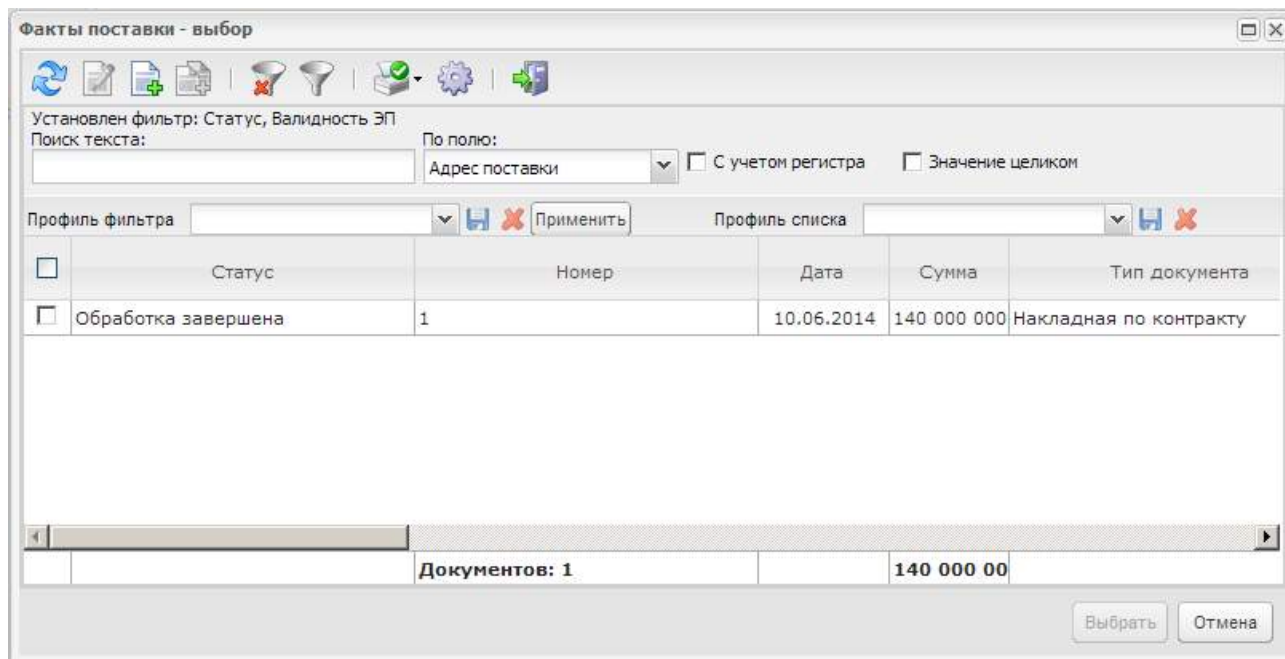 Факты поставки - выбор
Установлен фильтр: Статус, Валидность ЭП
Поиск текста: По полю:
Адрес поставки С учетом регистра Значение целиком
Профиль фильтра Применить Профиль списка
Статус Номер Дата Сумма Тип документа
Обработка завершена 1 10.06.2014 140 000 000 Накладная по контракту
Документов: 1 140 000 00
Выбрать Отмена